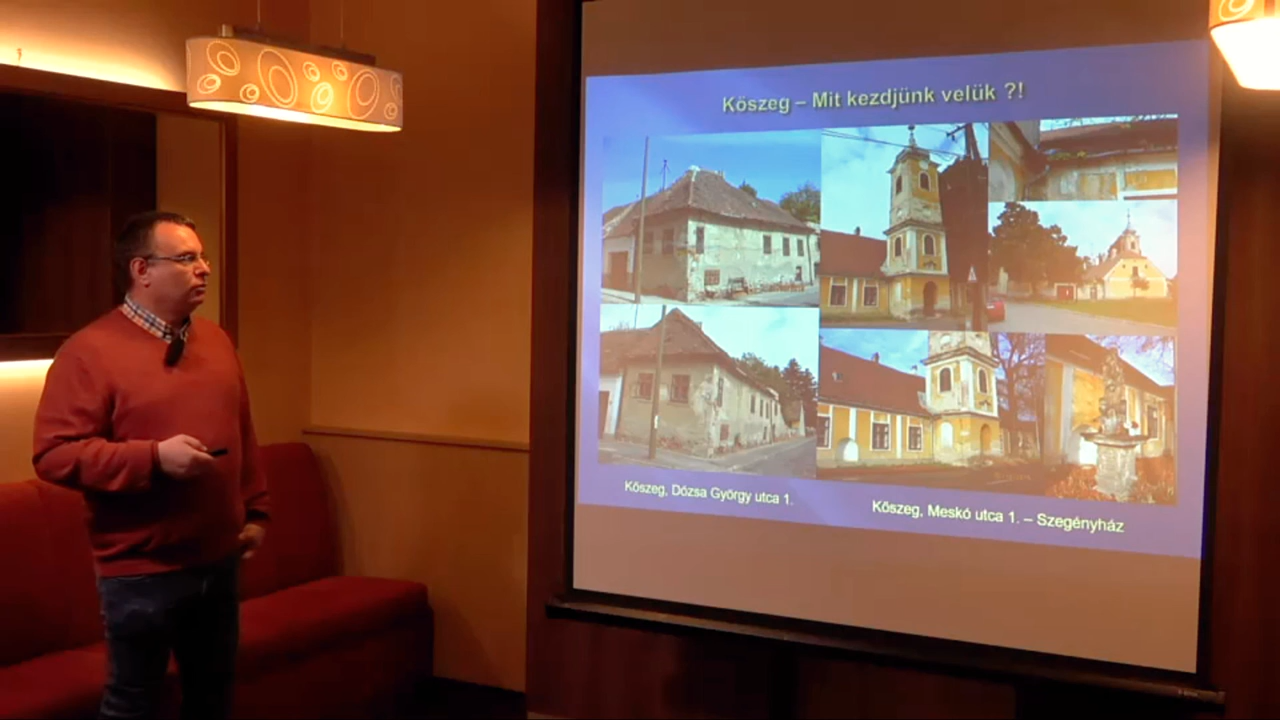 Kőszeg – Mit kezdjünk velük ?!
Kőszeg, Dózsa György utca 1.
Kőszeg, Meskó utca 1. – Szegényház